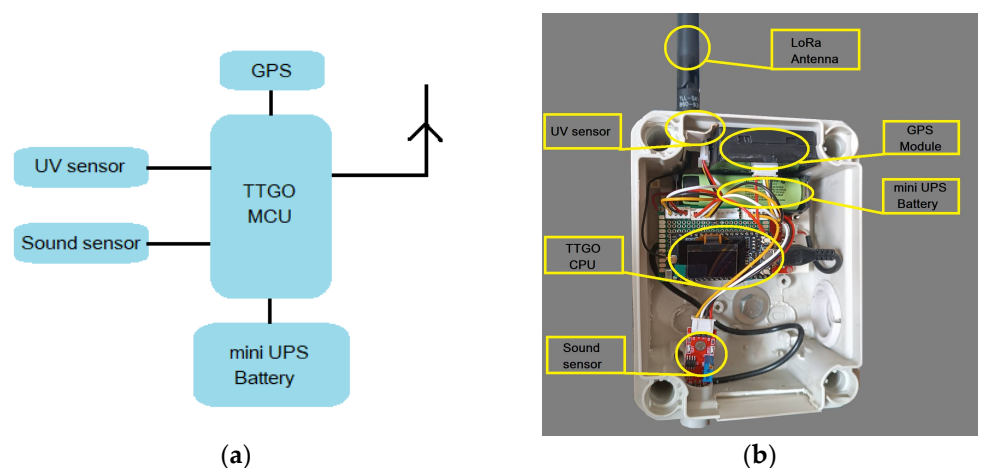 GPS
UV sensor
TTGO
MCU
Sound sensor
mini UPS
Battery
(a)
LoRa
Antenna
UV sensor
GPS
Module
mini UPS
Battery
TTGO
CPU
Sound
sensor
(b)